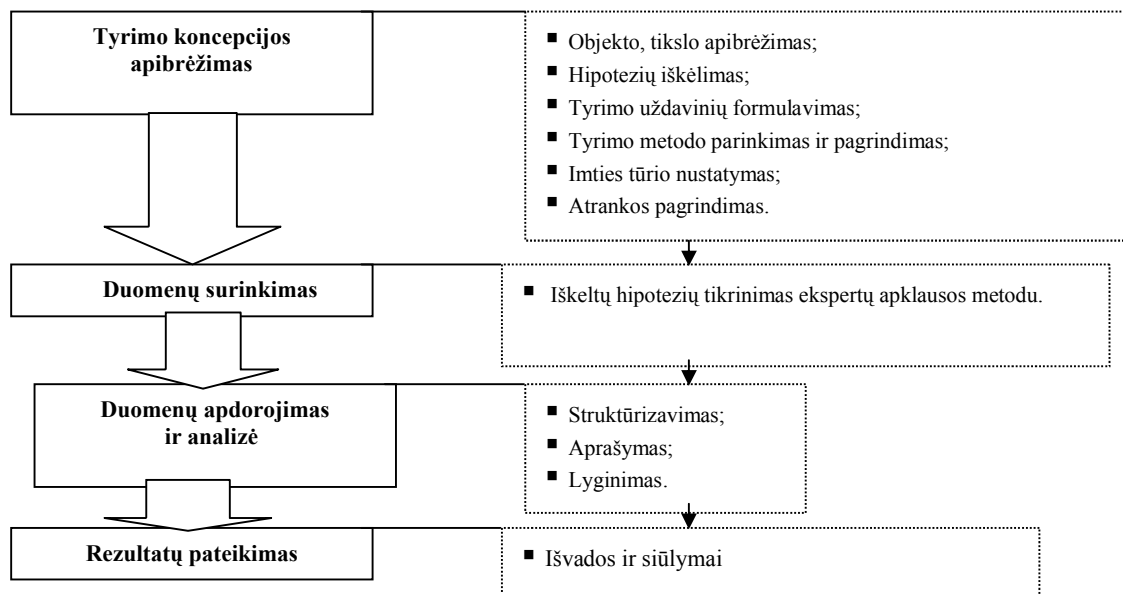 Tyrimo koncepcijos
apibrėžimas
▪ Objekto, tikslo apibrėžimas;
▪ Hipotezių iškėlimas;
▪ Tyrimo uždavinių formulavimas;
▪ Tyrimo metodo parinkimas ir pagrindimas;
▪ Imties tūrio nustatymas;
▪ Atrankos pagrindimas.
Duomenų surinkimas
▪ Iškeltų hipotezių tikrinimas ekspertų apklausos metodu.
Duomenų apdorojimas
ir analizė
▪ Struktūrizavimas;
▪ Aprašymas;
▪ Lyginimas.
Rezultatų pateikimas
▪ Išvados ir siūlymai